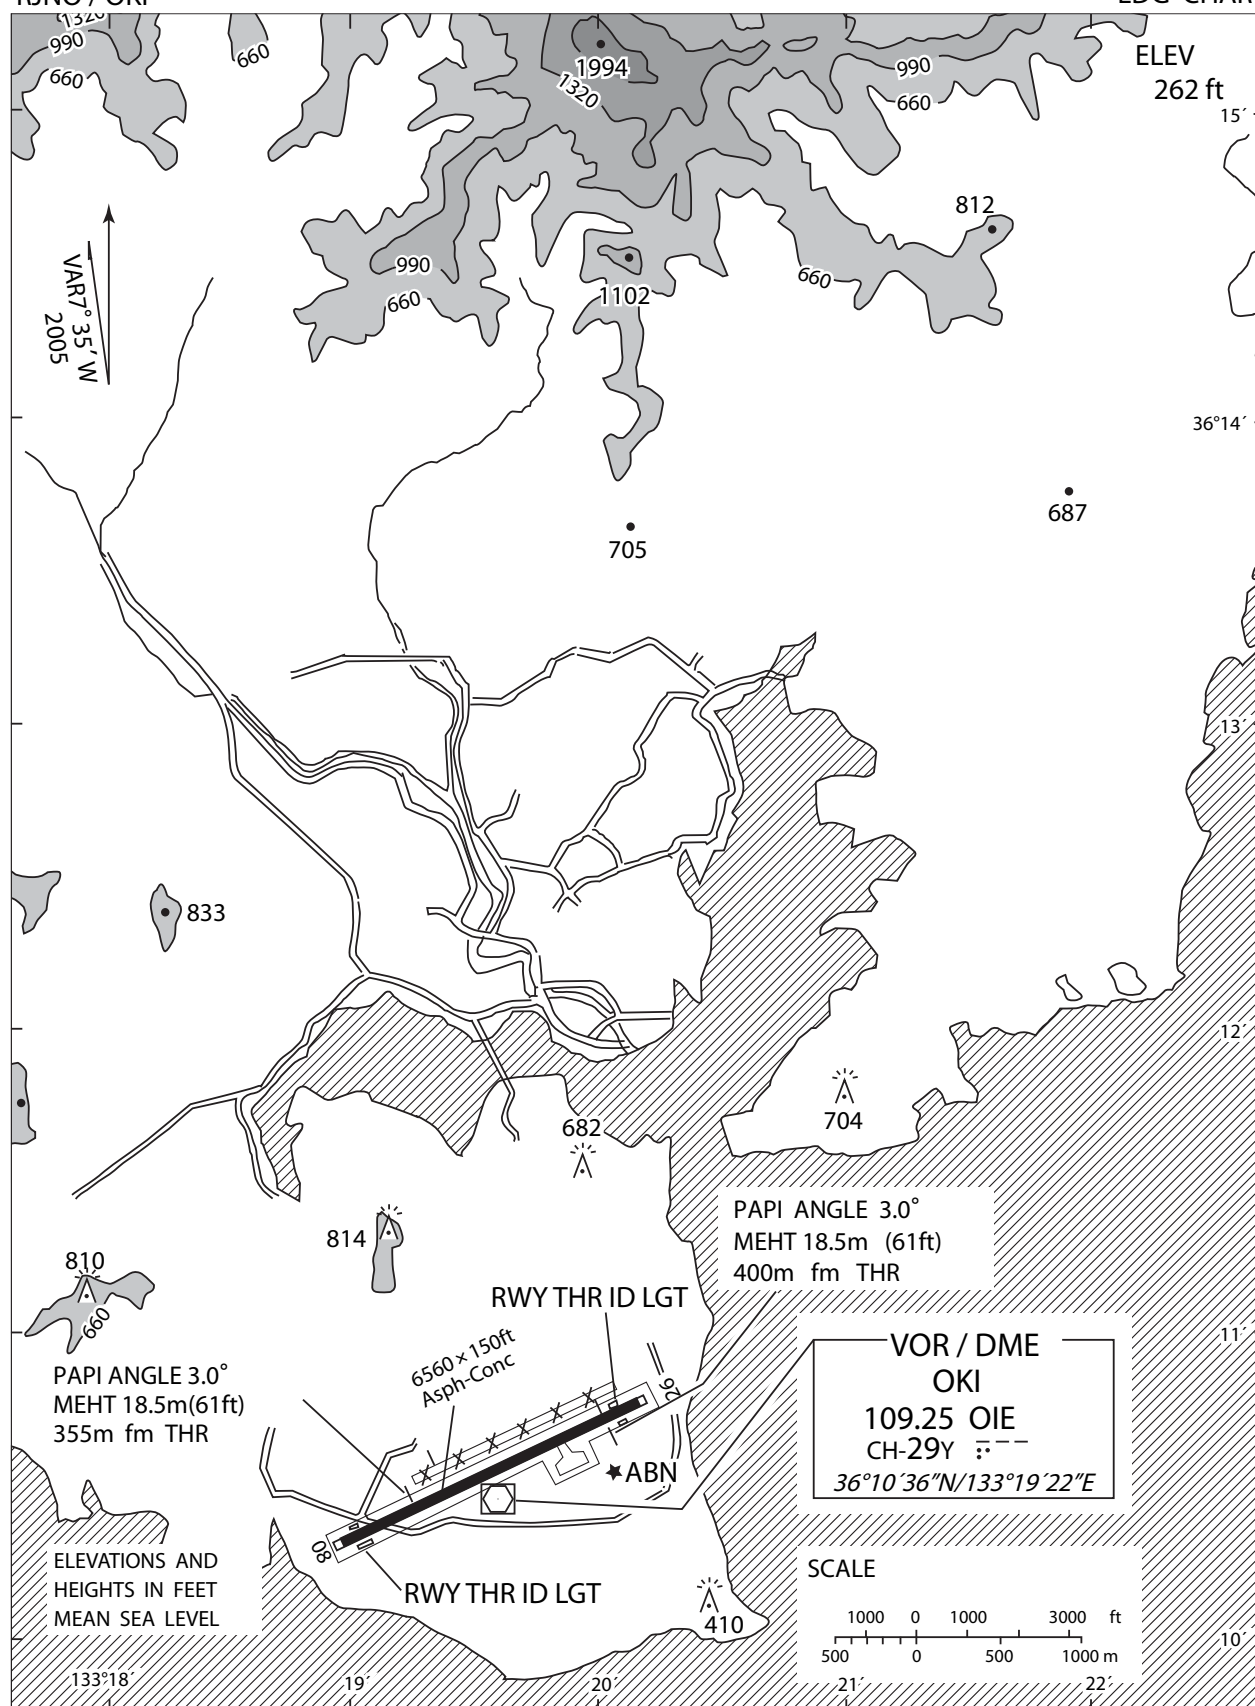 RJNO / OKI
LDG CHAR
1320
990
660
660
1994
1320
990
660
ELEV
262 ft
15´
812
VAR7° 35´ W
2005
990
660
1102
660
36°14´
687
705
13´
833
12´
704
682
814
810
660
PAPI ANGLE 3.0°
MEHT 18.5m (61ft)
400m fm THR
RWY THR ID LGT
6560 × 150ft
Asph-Conc
11´
PAPI ANGLE 3.0°
MEHT 18.5m(61ft)
355m fm THR
26
VOR / DME
OKI
109.25 OIE
CH-29Y
36°10´36˝N/133°19´22˝E
ABN
08
ELEVATIONS AND
HEIGHTS IN FEET
MEAN SEA LEVEL
RWY THR ID LGT
410
SCALE
1000 0 1000 3000 ft
500 0 500 1000 m
10´
133°18´ 19´ 20´ 21´ 22´